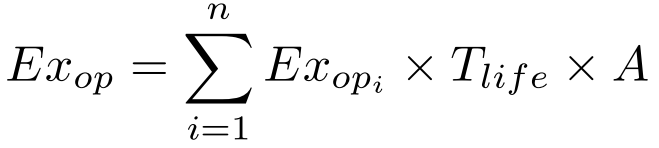 $Ex_{op} = \sum_{i=1}^{n} Ex_{op_i} \times T_{life} \times A$